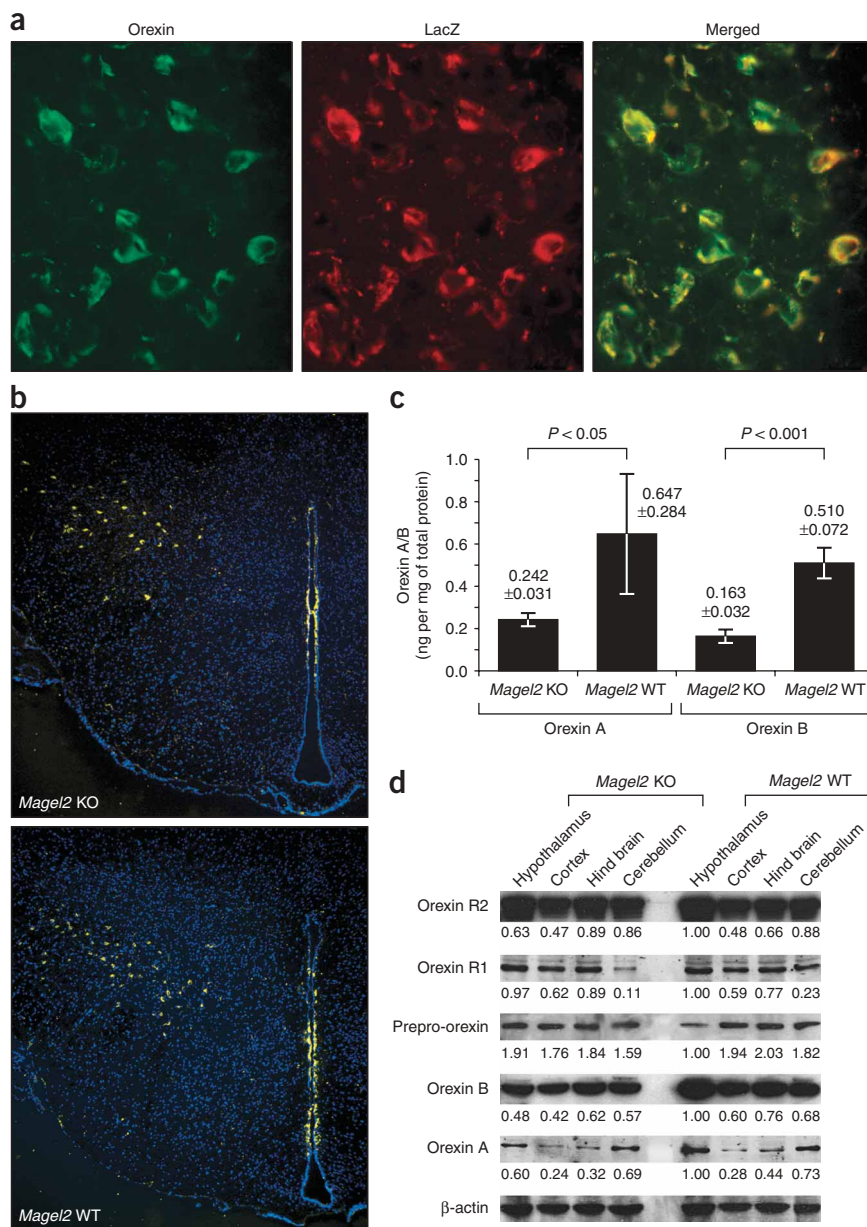 a
Orexin
LacZ
Merged
b
Magel2 KO
Magel2 WT
c
P < 0.05
P < 0.001
Orexin A/B
(ng per mg of total protein)
1.0
0.8
0.6
0.4
0.2
0.0
0.242
±0.031
0.647
±0.284
0.163
±0.032
0.510
±0.072
Magel2 KO Magel2 WT Magel2 KO Magel2 WT
Orexin A Orexin B
d
Magel2 KO Magel2 WT
Hypothalamus Cortex Hind brain Cerebellum Hypothalamus Cortex Hind brain Cerebellum
Orexin R2
0.63 0.47 0.89 0.86 1.00 0.48 0.66 0.88
Orexin R1
0.97 0.62 0.89 0.11 1.00 0.59 0.77 0.23
Prepro-orexin
1.91 1.76 1.84 1.59 1.00 1.94 2.03 1.82
Orexin B
0.48 0.42 0.62 0.57 1.00 0.60 0.76 0.68
Orexin A
0.60 0.24 0.32 0.69 1.00 0.28 0.44 0.73
β-actin